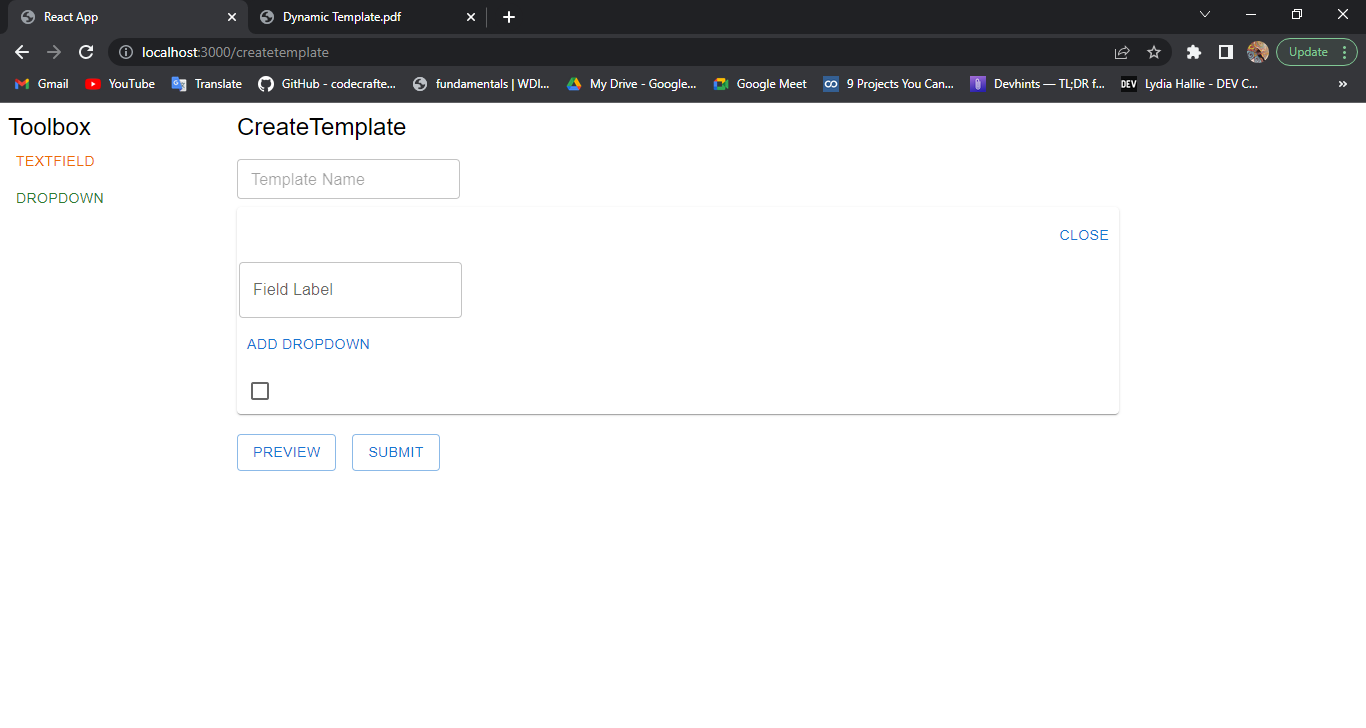 React App
Dynamic Template.pdf
localhost:3000/createtemplate
Update
Gmail
YouTube
Translate
GitHub - codecrafte...
fundamentals | WDI...
My Drive - Google...
Google Meet
9 Projects You Can...
Devhints — TL;DR f...
DEV
Lydia Hallie - DEV C...
»
Toolbox
CreateTemplate
TEXTFIELD
Template Name
DROPDOWN
CLOSE
Field Label
ADD DROPDOWN
PREVIEW
SUBMIT